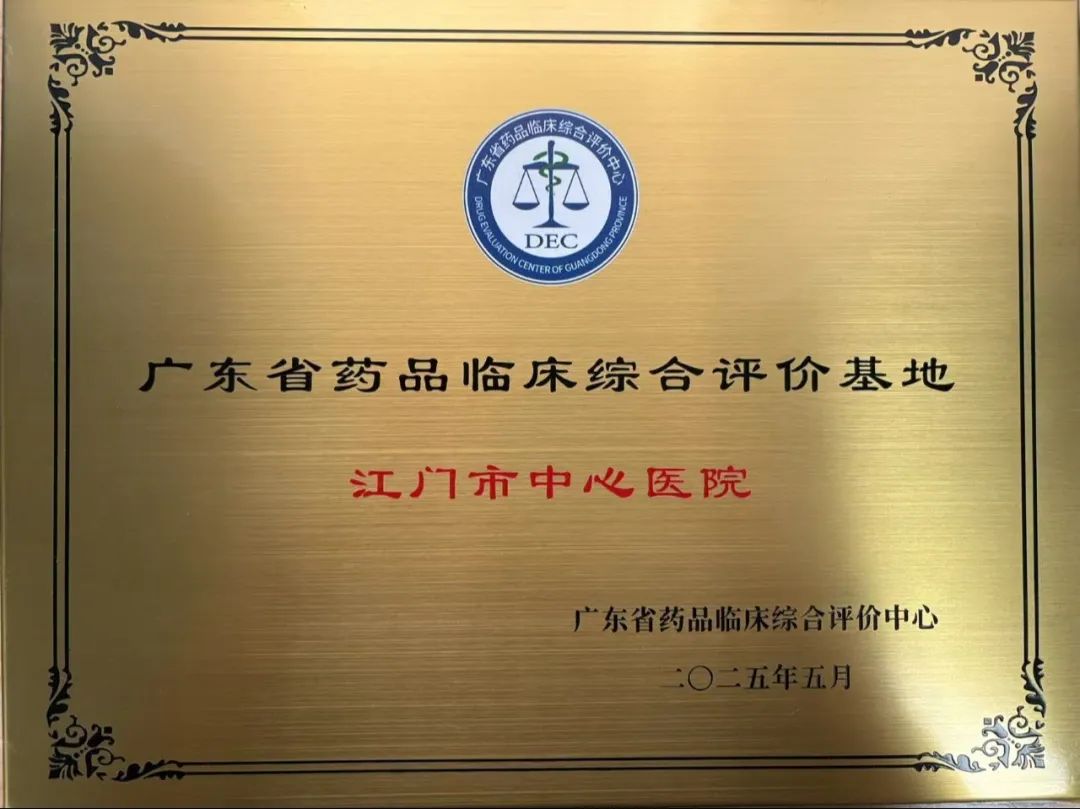 广东省药品临床综合评价中心
DEC
DRUG EVALUATION CENTER OF GUANGDONG PROVINCE
广东省药品临床综合评价基地
江门市中心医院
广东省药品临床综合评价中心
二〇二五年五月